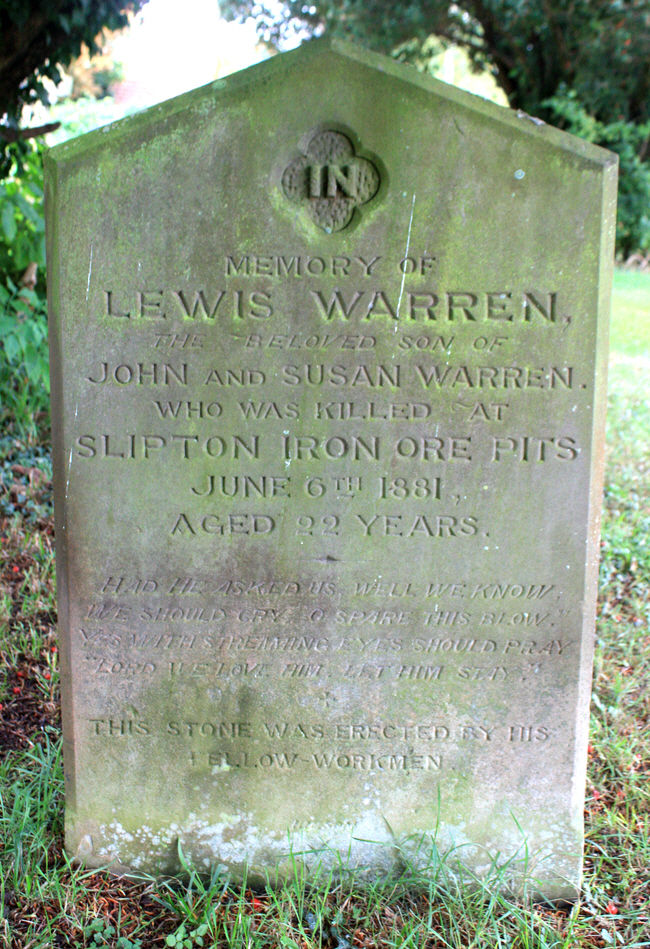 IN
MEMORY OF
LEWIS WARREN,
THE BELOVED SON OF
JOHN AND SUSAN WARREN.
WHO WAS KILLED AT
SLIPTON IRON ORE PITS
JUNE 6TH 1881,
AGED 22 YEARS.
HAD HE ASKED US, WELL WE KNOW,
WE SHOULD CRY, "O SPARE THIS BLOW."
YES WITH STREAMING EYES SHOULD PRAY
"LORD WE LOVE HIM, LET HIM STAY."
THIS STONE WAS ERECTED BY HIS
FELLOW-WORKMEN.